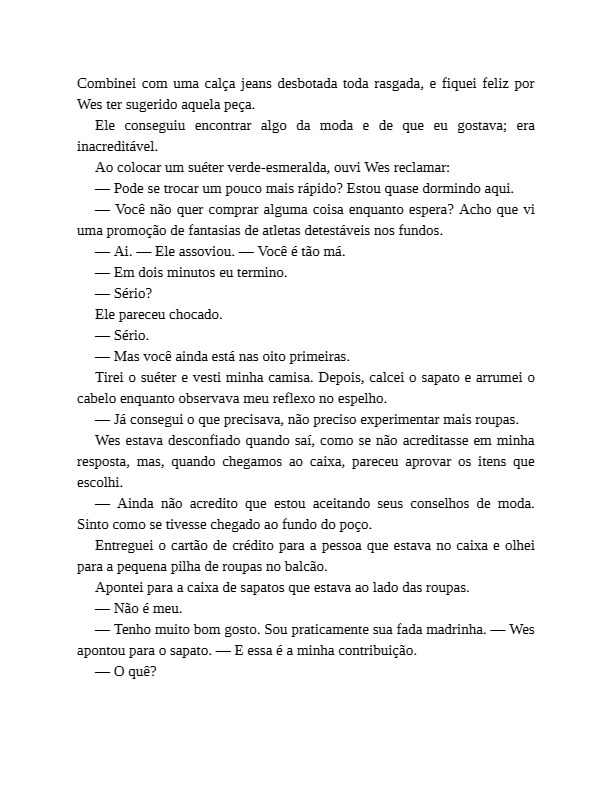 Combinei com uma calça jeans desbotada toda rasgada, e fiquei feliz por
Wes ter sugerido aquela peça.
Ele conseguiu encontrar algo da moda e de que eu gostava; era
inacreditável.
Ao colocar um suéter verde-esmeralda, ouvi Wes reclamar:
— Pode se trocar um pouco mais rápido? Estou quase dormindo aqui.
— Você não quer comprar alguma coisa enquanto espera? Acho que vi
uma promoção de fantasias de atletas detestáveis nos fundos.
— Ai. — Ele assoviou. — Você é tão má.
— Em dois minutos eu termino.
— Sério?
Ele pareceu chocado.
— Sério.
— Mas você ainda está nas oito primeiras.
Tirei o suéter e vesti minha camisa. Depois, calcei o sapato e arrumei o
cabelo enquanto observava meu reflexo no espelho.
— Já consegui o que precisava, não preciso experimentar mais roupas.
Wes estava desconfiado quando saí, como se não acreditasse em minha
resposta, mas, quando chegamos ao caixa, pareceu aprovar os itens que
escolhi.
— Ainda não acredito que estou aceitando seus conselhos de moda.
Sinto como se tivesse chegado ao fundo do poço.
Entreguei o cartão de crédito para a pessoa que estava no caixa e olhei
para a pequena pilha de roupas no balcão.
Apontei para a caixa de sapatos que estava ao lado das roupas.
— Não é meu.
— Tenho muito bom gosto. Sou praticamente sua fada madrinha. — Wes
apontou para o sapato. — E essa é a minha contribuição.
— O quê?